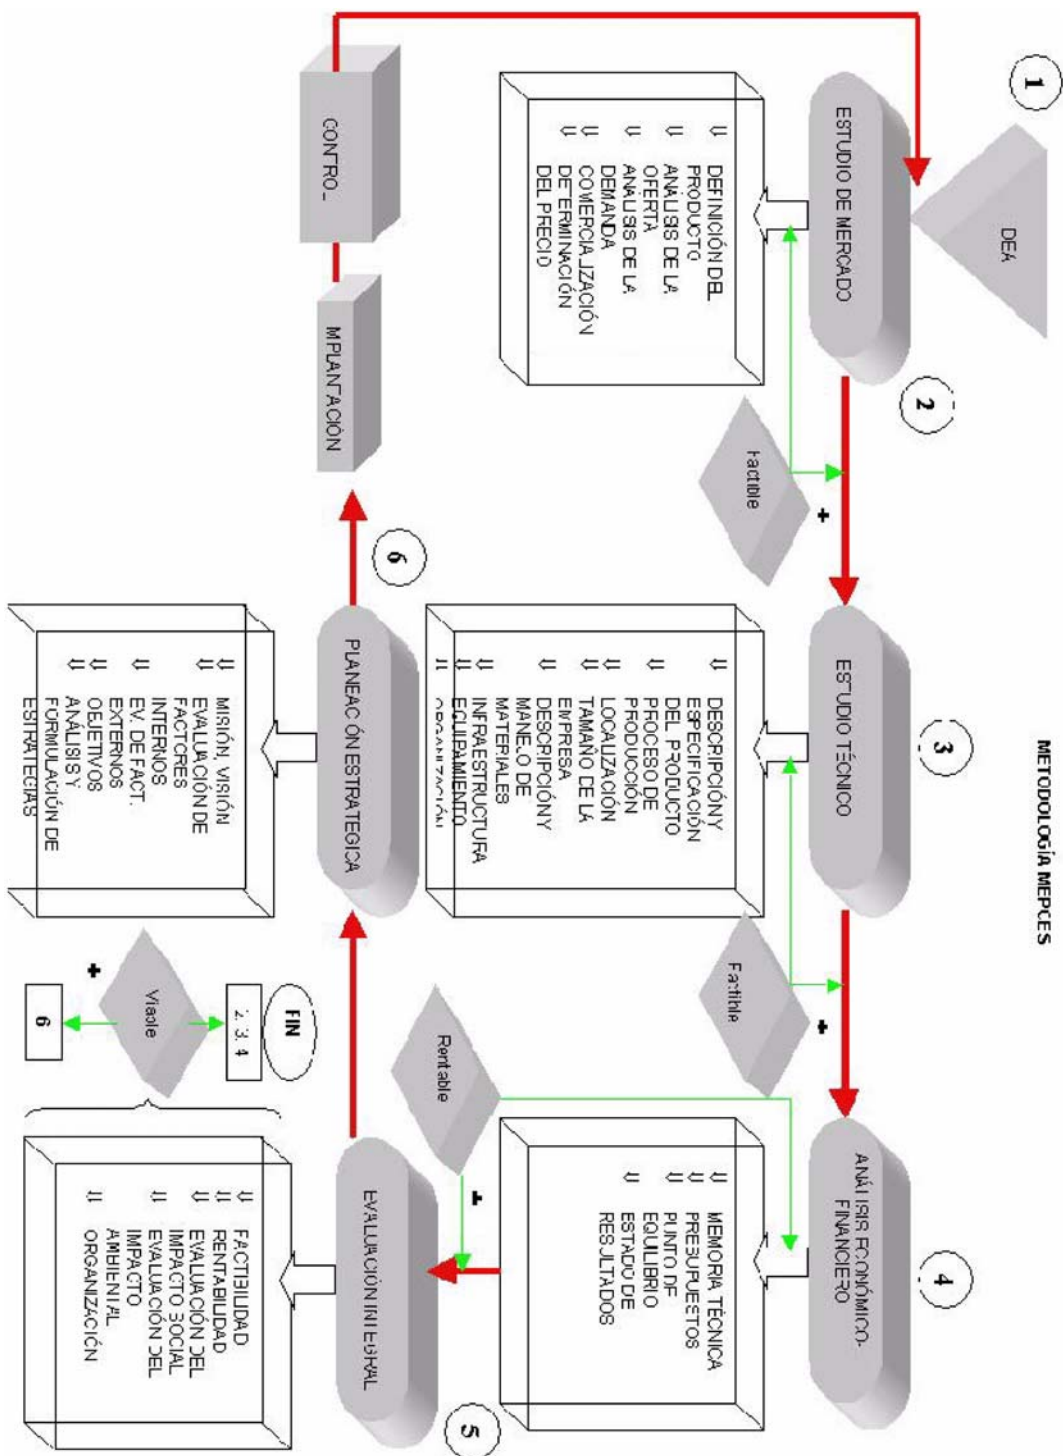 METODOLOGÍA MEPCES
1
DEA
ESTUDIO DE MERCADO
2
⇒ DEFINICIÓN DEL
PRODUCTO
⇒ ANÁLISIS DE LA
OFERTA
⇒ ANÁLISIS DE LA
DEMANDA
⇒ COMERCIALIZACIÓN
⇒ DETERMINACIÓN
DEL PRECIO
Factible
+
3
ESTUDIO TÉCNICO
⇒ DESCRIPCIÓN Y
ESPECIFICACIÓN
DEL PRODUCTO
⇒ PROCESO DE
PRODUCCIÓN
⇒ LOCALIZACIÓN
⇒ TAMAÑO DE LA
EMPRESA
⇒ DESCRIPCIÓN Y
MANEJO DE
MATERIALES
⇒ INFRAESTRUCTURA
⇒ EQUIPAMIENTO
⇒ ORGANIZACIÓN
Factible
+
4
ANÁLISIS ECONÓMICO-
FINANCIERO
⇒ MEMORIA TÉCNICA
⇒ PRESUPUESTOS
⇒ PUNTO DE
EQUILIBRIO
⇒ ESTADO DE
RESULTADOS
Rentable
+
5
EVALUACIÓN INTEGRAL
⇒ FACTIBILIDAD
⇒ RENTABILIDAD
⇒ EVALUACIÓN DEL
IMPACTO SOCIAL
⇒ EVALUACIÓN DEL
IMPACTO
AMBIENTAL
⇒ ORGANIZACIÓN
FIN
2, 3, 4
Viable
+
6
6
PLANEACIÓN ESTRATEGICA
⇒ MISIÓN, VISIÓN
⇒ EVALUACIÓN DE
FACTORES
INTERNOS
⇒ EV. DE FACT.
EXTERNOS
⇒ OBJETIVOS
⇒ ANÁLISIS Y
FORMULACIÓN DE
ESTRATEGIAS
MPLANTACIÓN
CONTRO_